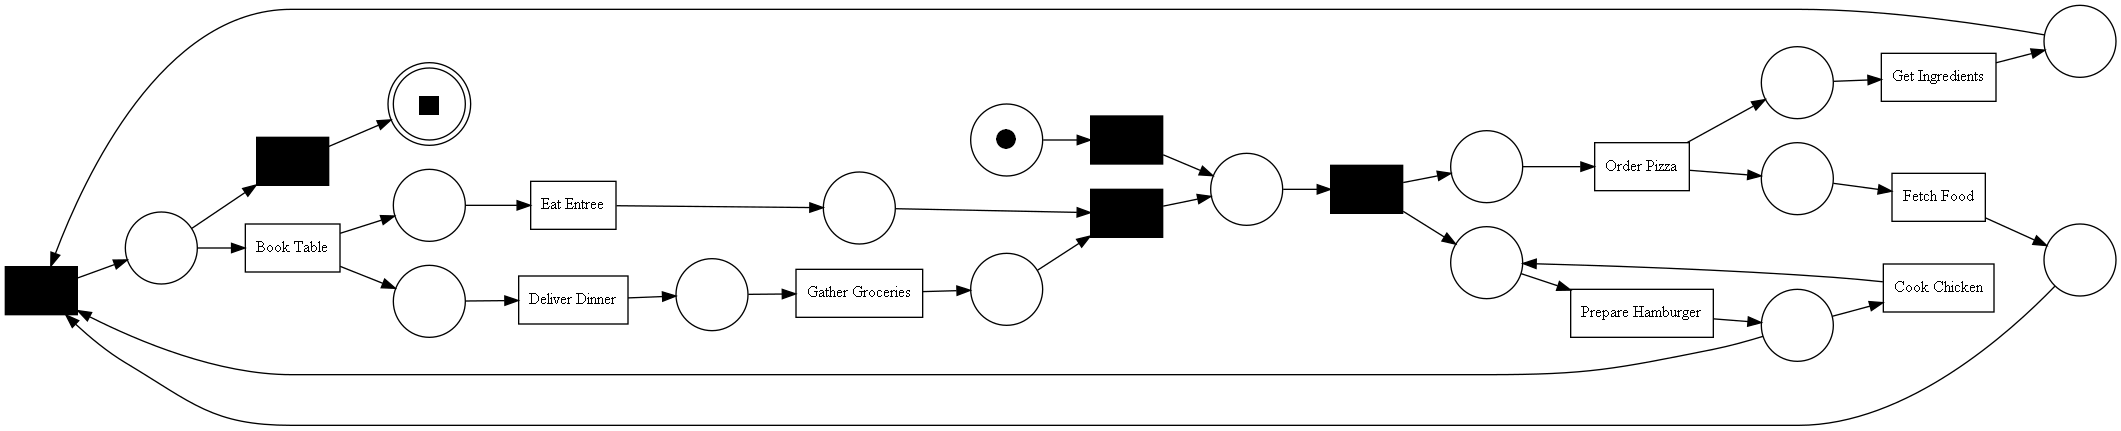 Get Ingredients
Order Pizza
Fetch Food
Eat Entree
Book Table
Deliver Dinner
Gather Groceries
Cook Chicken
Prepare Hamburger